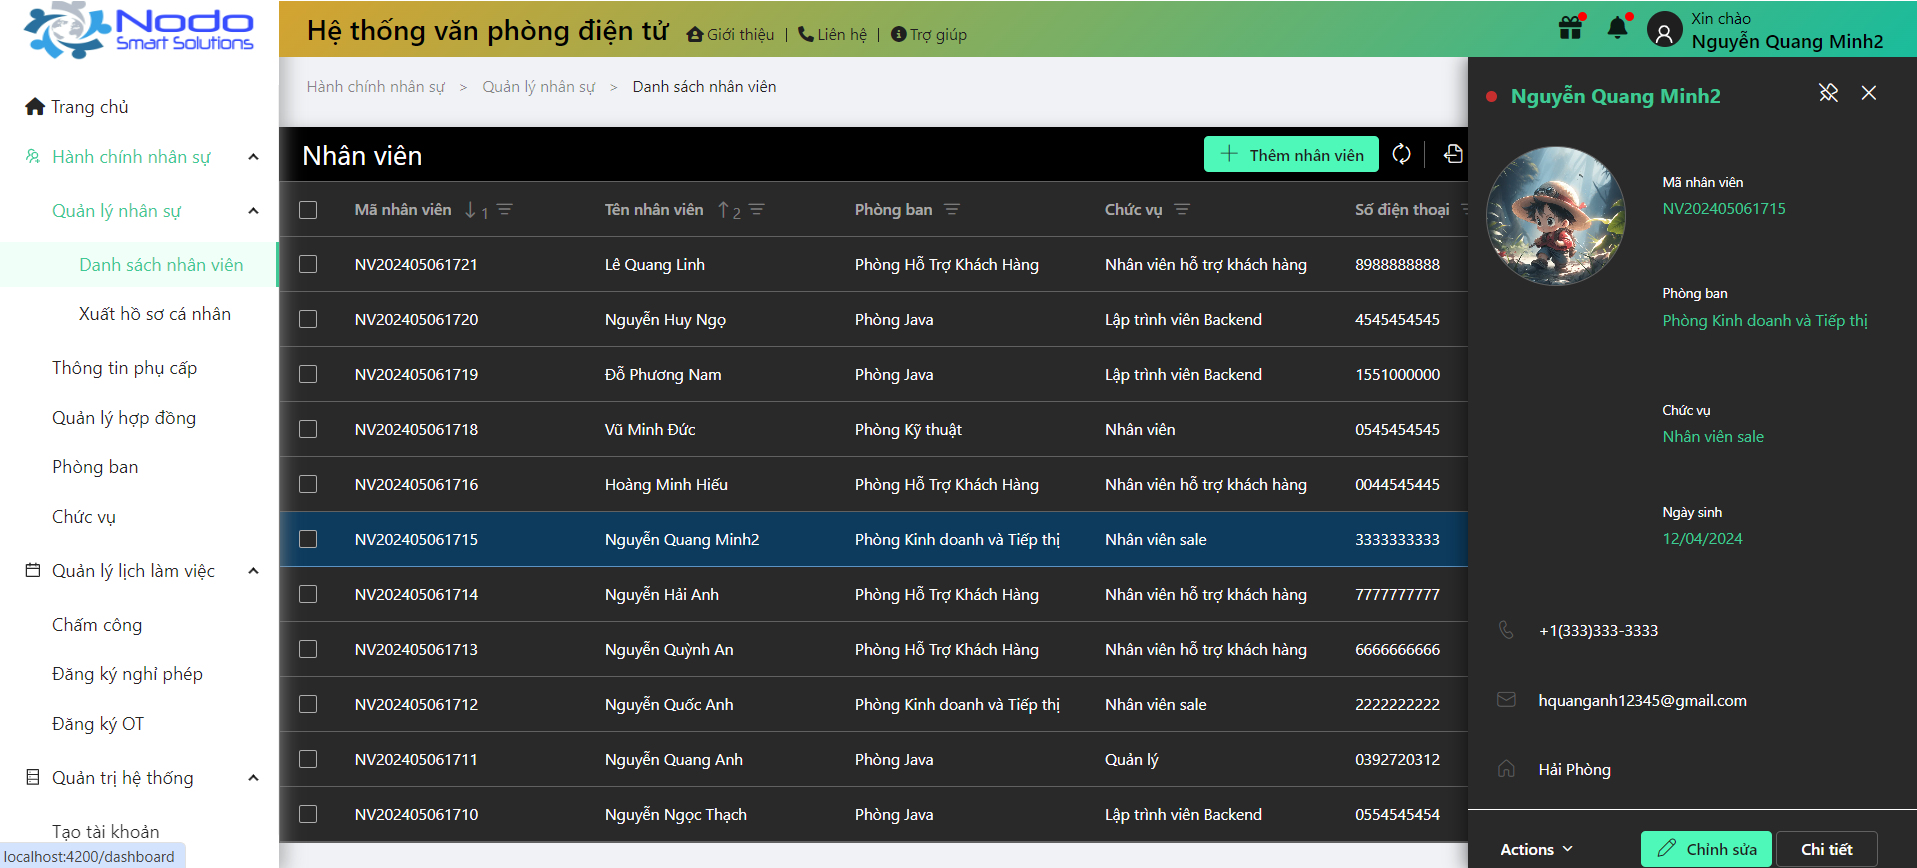 Nodo
Smart Solutions
Hệ thống văn phòng điện tử
Giới thiệu | Liên hệ | Trợ giúp
Xin chào
Nguyễn Quang Minh2
Trang chủ
Hành chính nhân sự
Quản lý nhân sự
Danh sách nhân viên
Xuất hồ sơ cá nhân
Thông tin phụ cấp
Quản lý hợp đồng
Phòng ban
Chức vụ
Quản lý lịch làm việc
Chấm công
Đăng ký nghỉ phép
Đăng ký OT
Quản trị hệ thống
Tạo tài khoản
localhost:4200/dashboard
Hành chính nhân sự > Quản lý nhân sự > Danh sách nhân viên
Nhân viên
Thêm nhân viên
Mã nhân viên 1 Tên nhân viên 2 Phòng ban Chức vụ Số điện thoại
NV202405061721 Lê Quang Linh Phòng Hỗ Trợ Khách Hàng Nhân viên hỗ trợ khách hàng 8988888888
NV202405061720 Nguyễn Huy Ngọ Phòng Java Lập trình viên Backend 4545454545
NV202405061719 Đỗ Phương Nam Phòng Java Lập trình viên Backend 1551000000
NV202405061718 Vũ Minh Đức Phòng Kỹ thuật Nhân viên 0545454545
NV202405061716 Hoàng Minh Hiếu Phòng Hỗ Trợ Khách Hàng Nhân viên hỗ trợ khách hàng 0044545445
NV202405061715 Nguyễn Quang Minh2 Phòng Kinh doanh và Tiếp thị Nhân viên sale 3333333333
NV202405061714 Nguyễn Hải Anh Phòng Hỗ Trợ Khách Hàng Nhân viên hỗ trợ khách hàng 7777777777
NV202405061713 Nguyễn Quỳnh An Phòng Hỗ Trợ Khách Hàng Nhân viên hỗ trợ khách hàng 6666666666
NV202405061712 Nguyễn Quốc Anh Phòng Kinh doanh và Tiếp thị Nhân viên sale 2222222222
NV202405061711 Nguyễn Quang Anh Phòng Java Quản lý 0392720312
NV202405061710 Nguyễn Ngọc Thạch Phòng Java Lập trình viên Backend 0554545454
Nguyễn Quang Minh2
Mã nhân viên
NV202405061715
Phòng ban
Phòng Kinh doanh và Tiếp thị
Chức vụ
Nhân viên sale
Ngày sinh
12/04/2024
+1(333)333-3333
hquanganh12345@gmail.com
Hải Phòng
Actions Chỉnh sửa Chi tiết